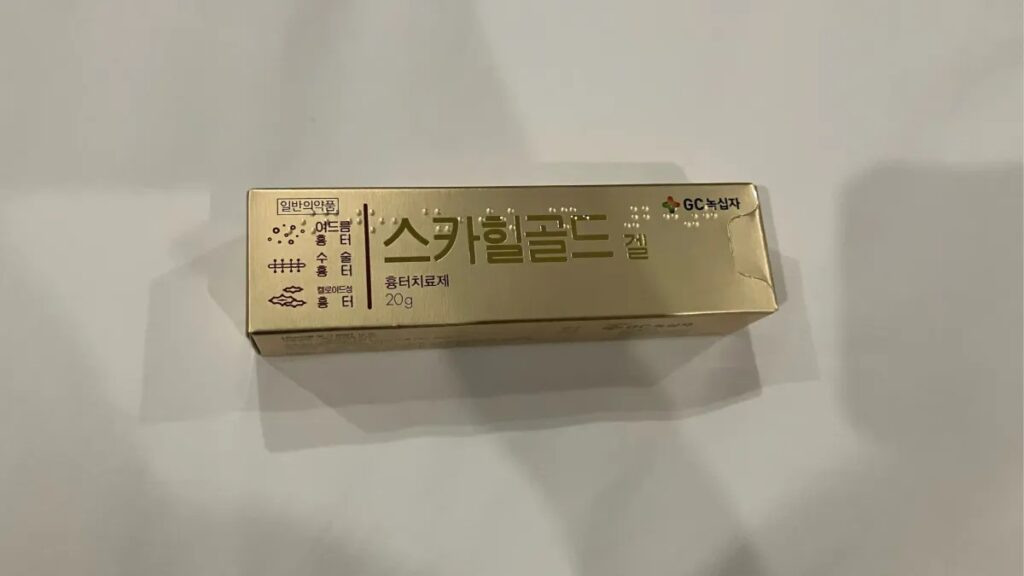 일반의약품
여드름
흉터
수술
흉터
켈로이드성
흉터
스카힐골드 겔
흉터치료제
20g
GC녹십자